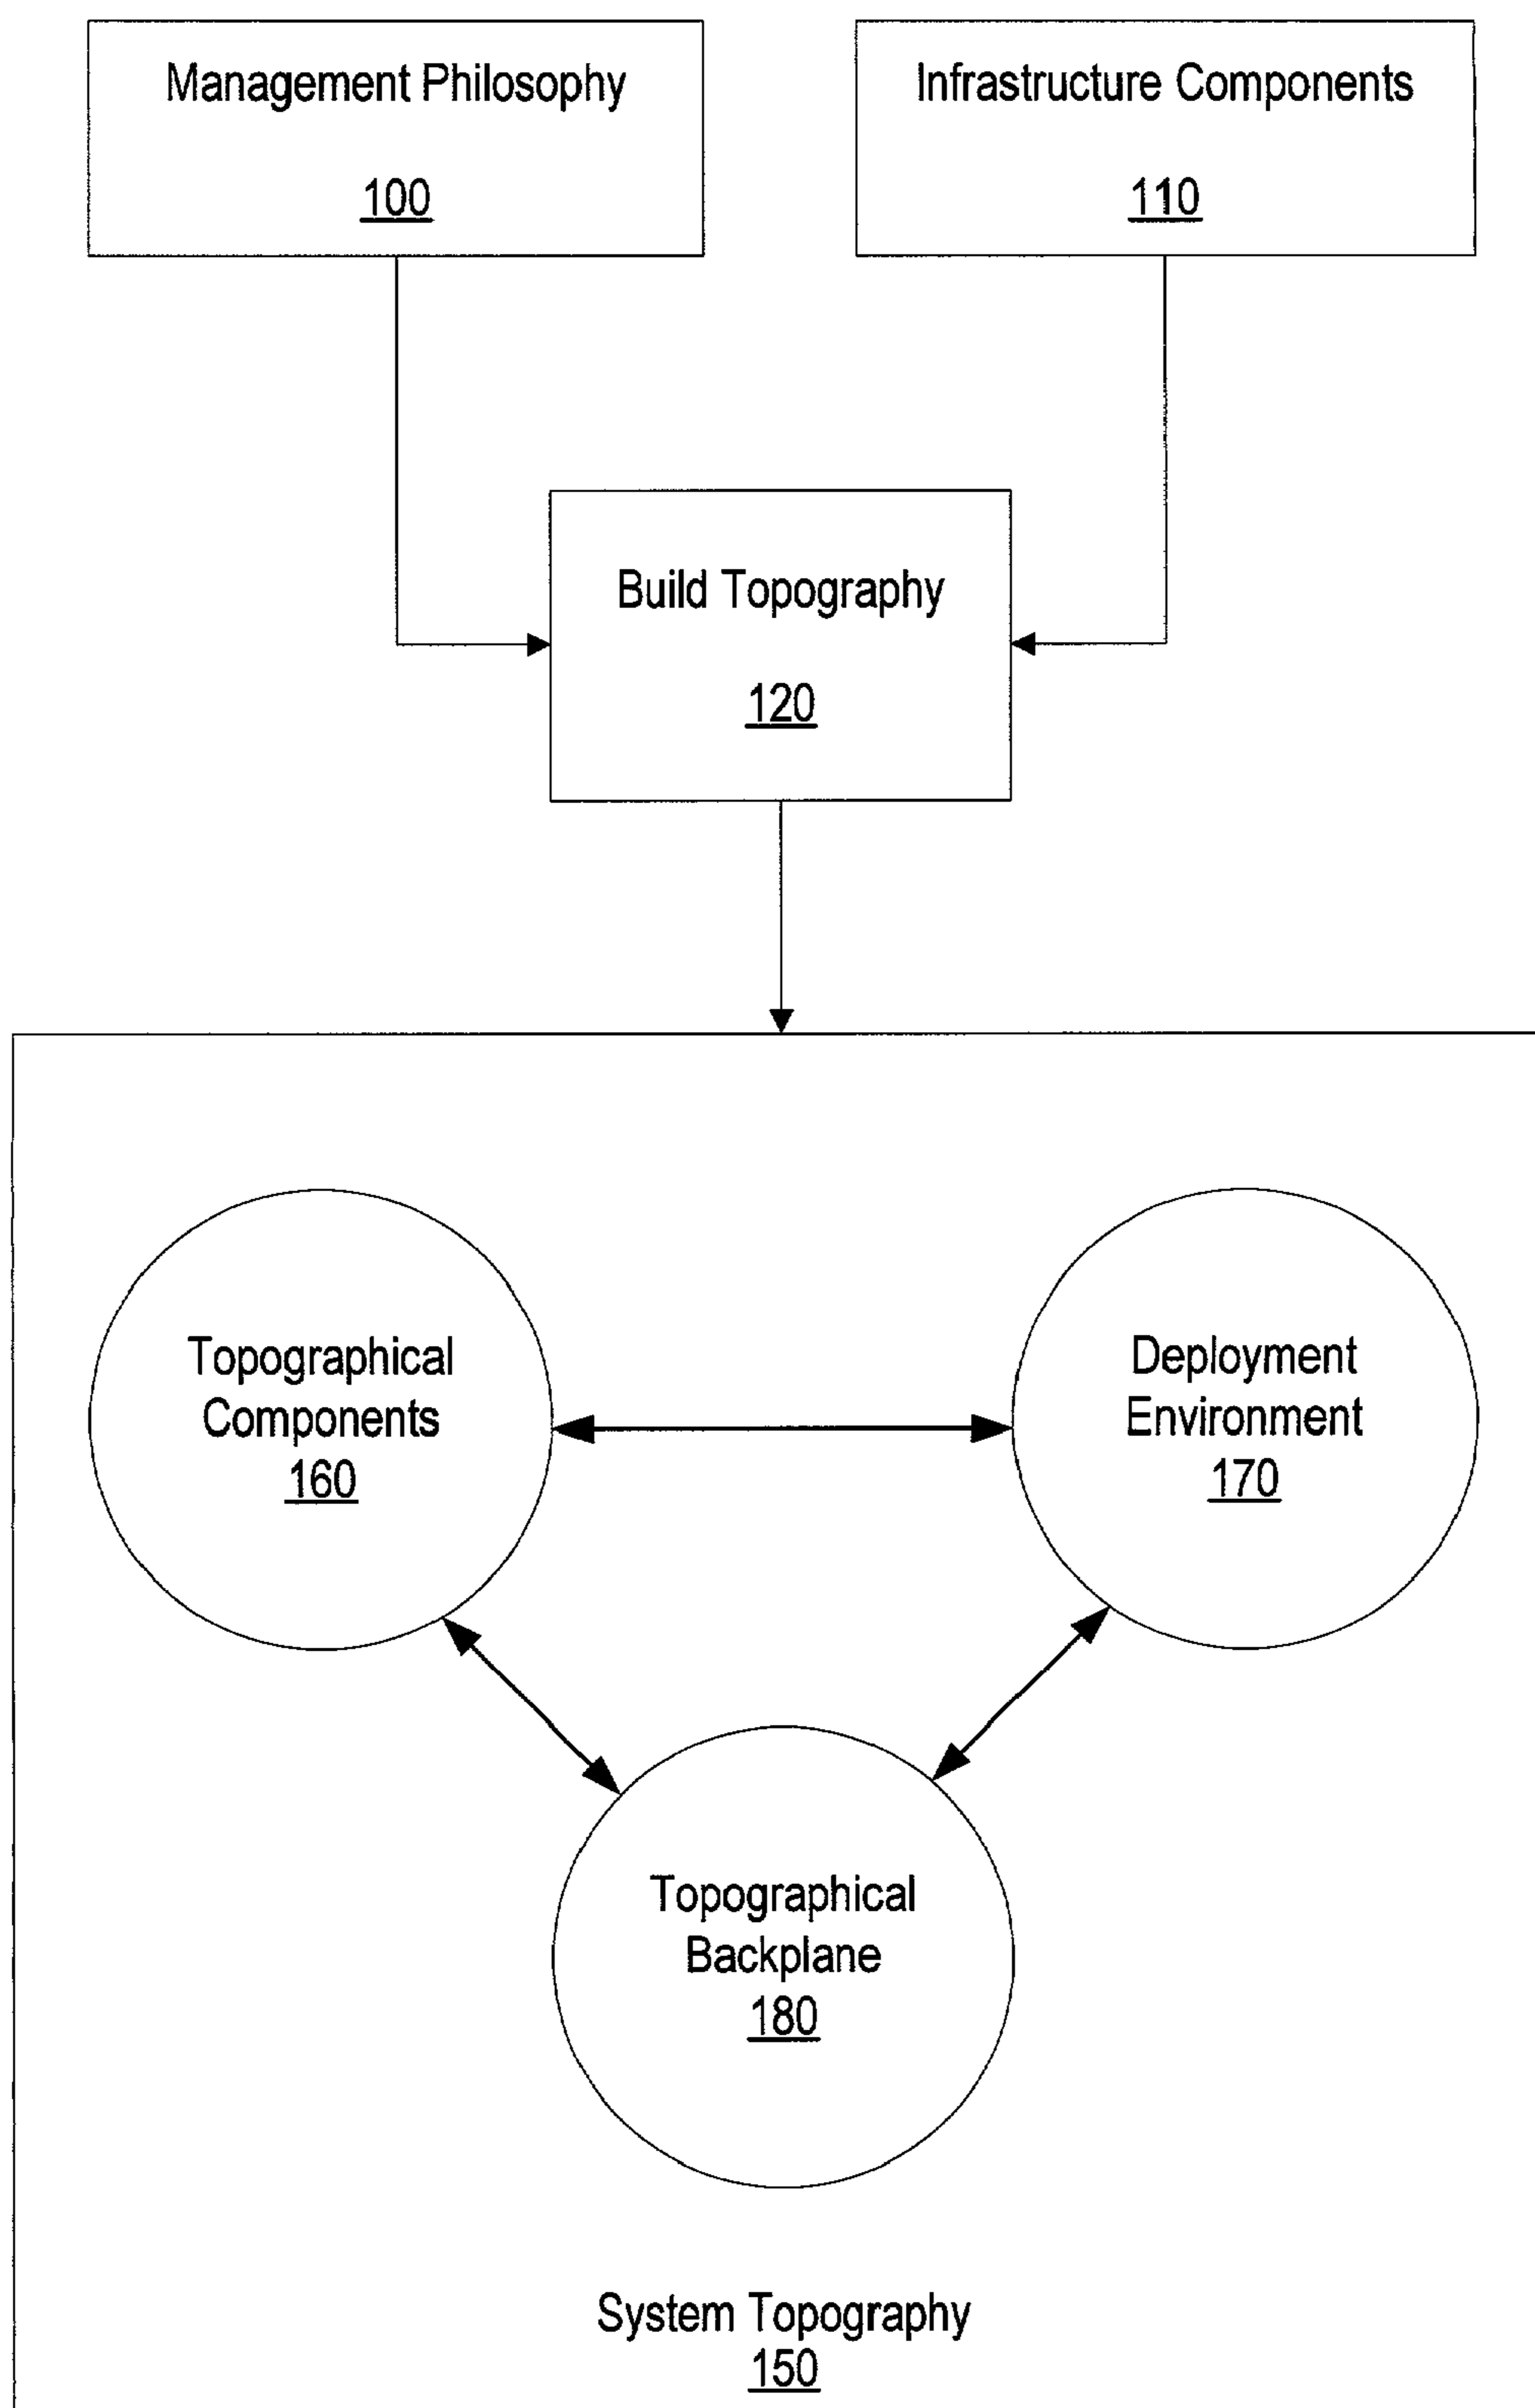 Management Philosophy
100
Infrastructure Components
110
Build Topography
120
Topographical
Components
160
Deployment
Environment
170
Topographical
Backplane
180
System Topography
150